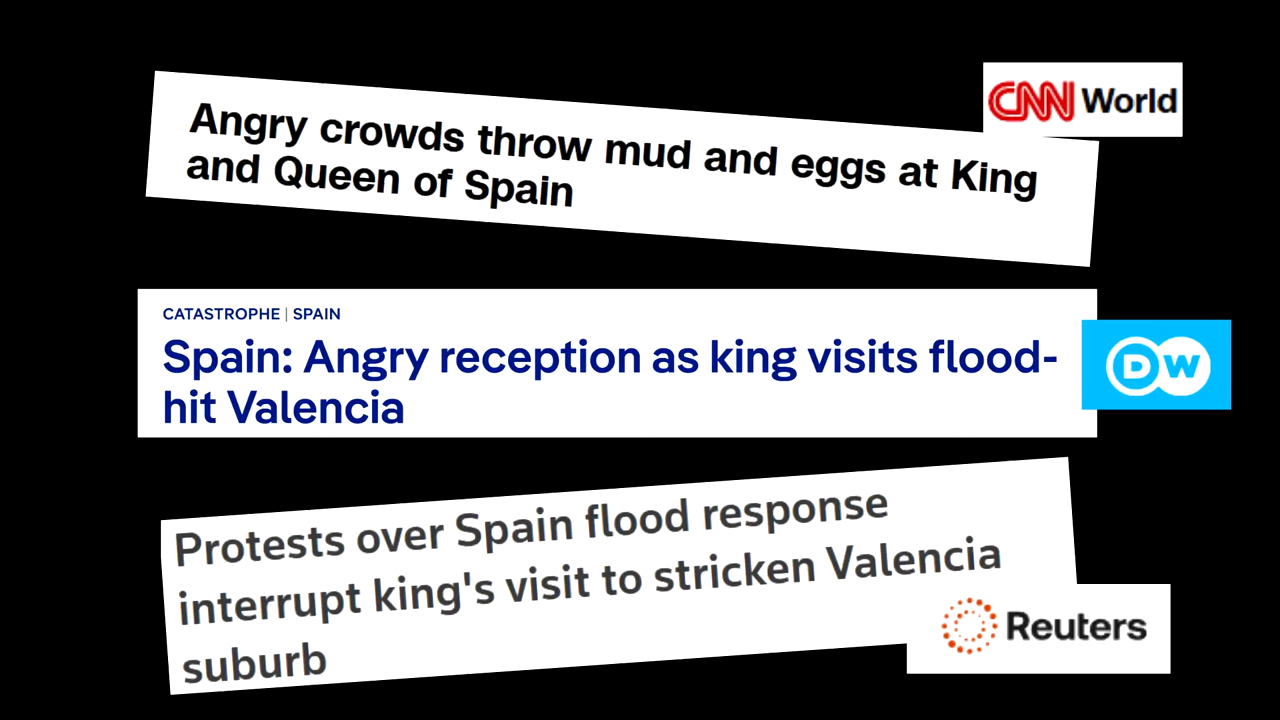 CNN World
Angry crowds throw mud and eggs at King
and Queen of Spain
CATASTROPHE | SPAIN
Spain: Angry reception as king visits flood-
hit Valencia
DW
Protests over Spain flood response
interrupt king's visit to stricken Valencia
suburb
Reuters